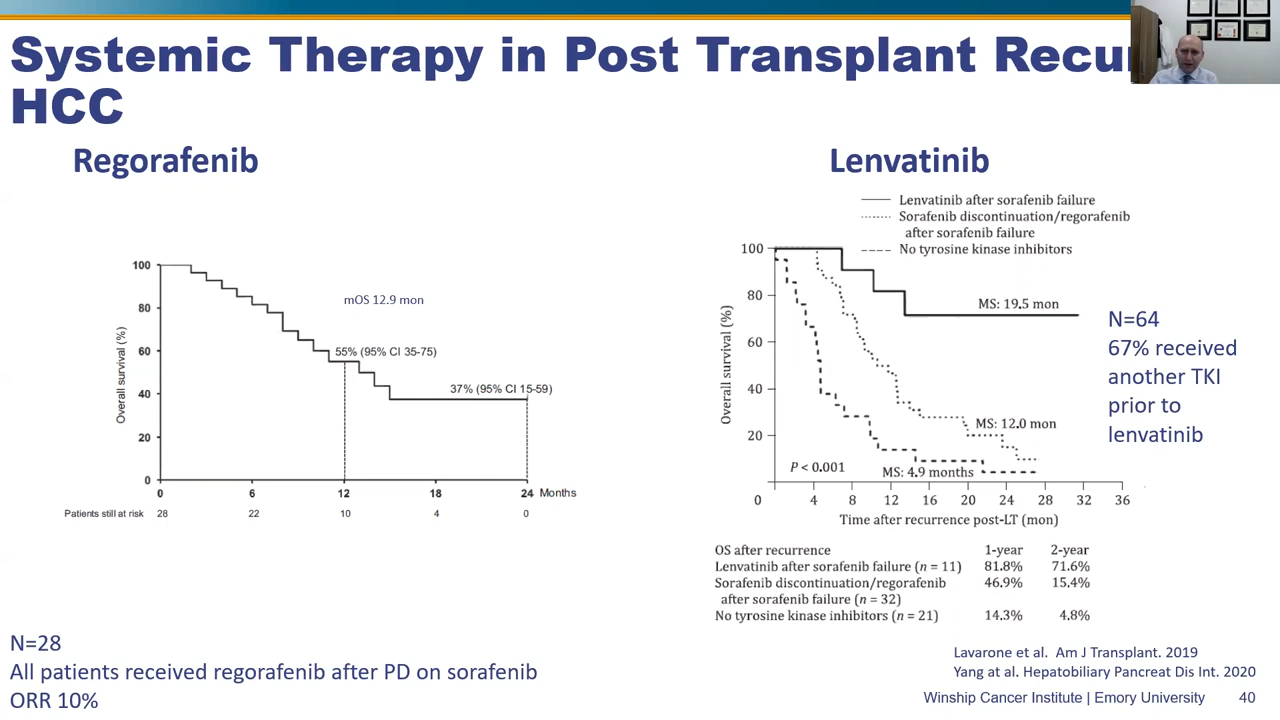 Systemic Therapy in Post Transplant
HCC
Regorafenib
100
80
60
40
20
0
Overall survival (%)
mOS 12.9 mon
55% (95% CI 35-75)
37% (95% CI 15-59)
0 6 12 18 24 Months
Patients still at risk 28 22 10 4 0
N=28
All patients received regorafenib after PD on sorafenib
ORR 10%
Lenvatinib
Lenvatinib after sorafenib failure
Sorafenib discontinuation/regorafenib
after sorafenib failure
No tyrosine kinase inhibitors
100
80
60
40
20
Overall survival (%)
MS: 19.5 mon
MS: 12.0 mon
P < 0.001
MS: 4.9 months
0 4 8 12 16 20 24 28 32 36
Time after recurrence post-LT (mon)
N=64
67% received
another TKI
prior to
lenvatinib
OS after recurrence 1-year 2-year
Lenvatinib after sorafenib failure (n = 11) 81.8% 71.6%
Sorafenib discontinuation/regorafenib 46.9% 15.4%
after sorafenib failure (n = 32)
No tyrosine kinase inhibitors (n = 21) 14.3% 4.8%
Lavarone et al. Am J Transplant. 2019
Yang at al. Hepatobiliary Pancreat Dis Int. 2020
Winship Cancer Institute | Emory University 40